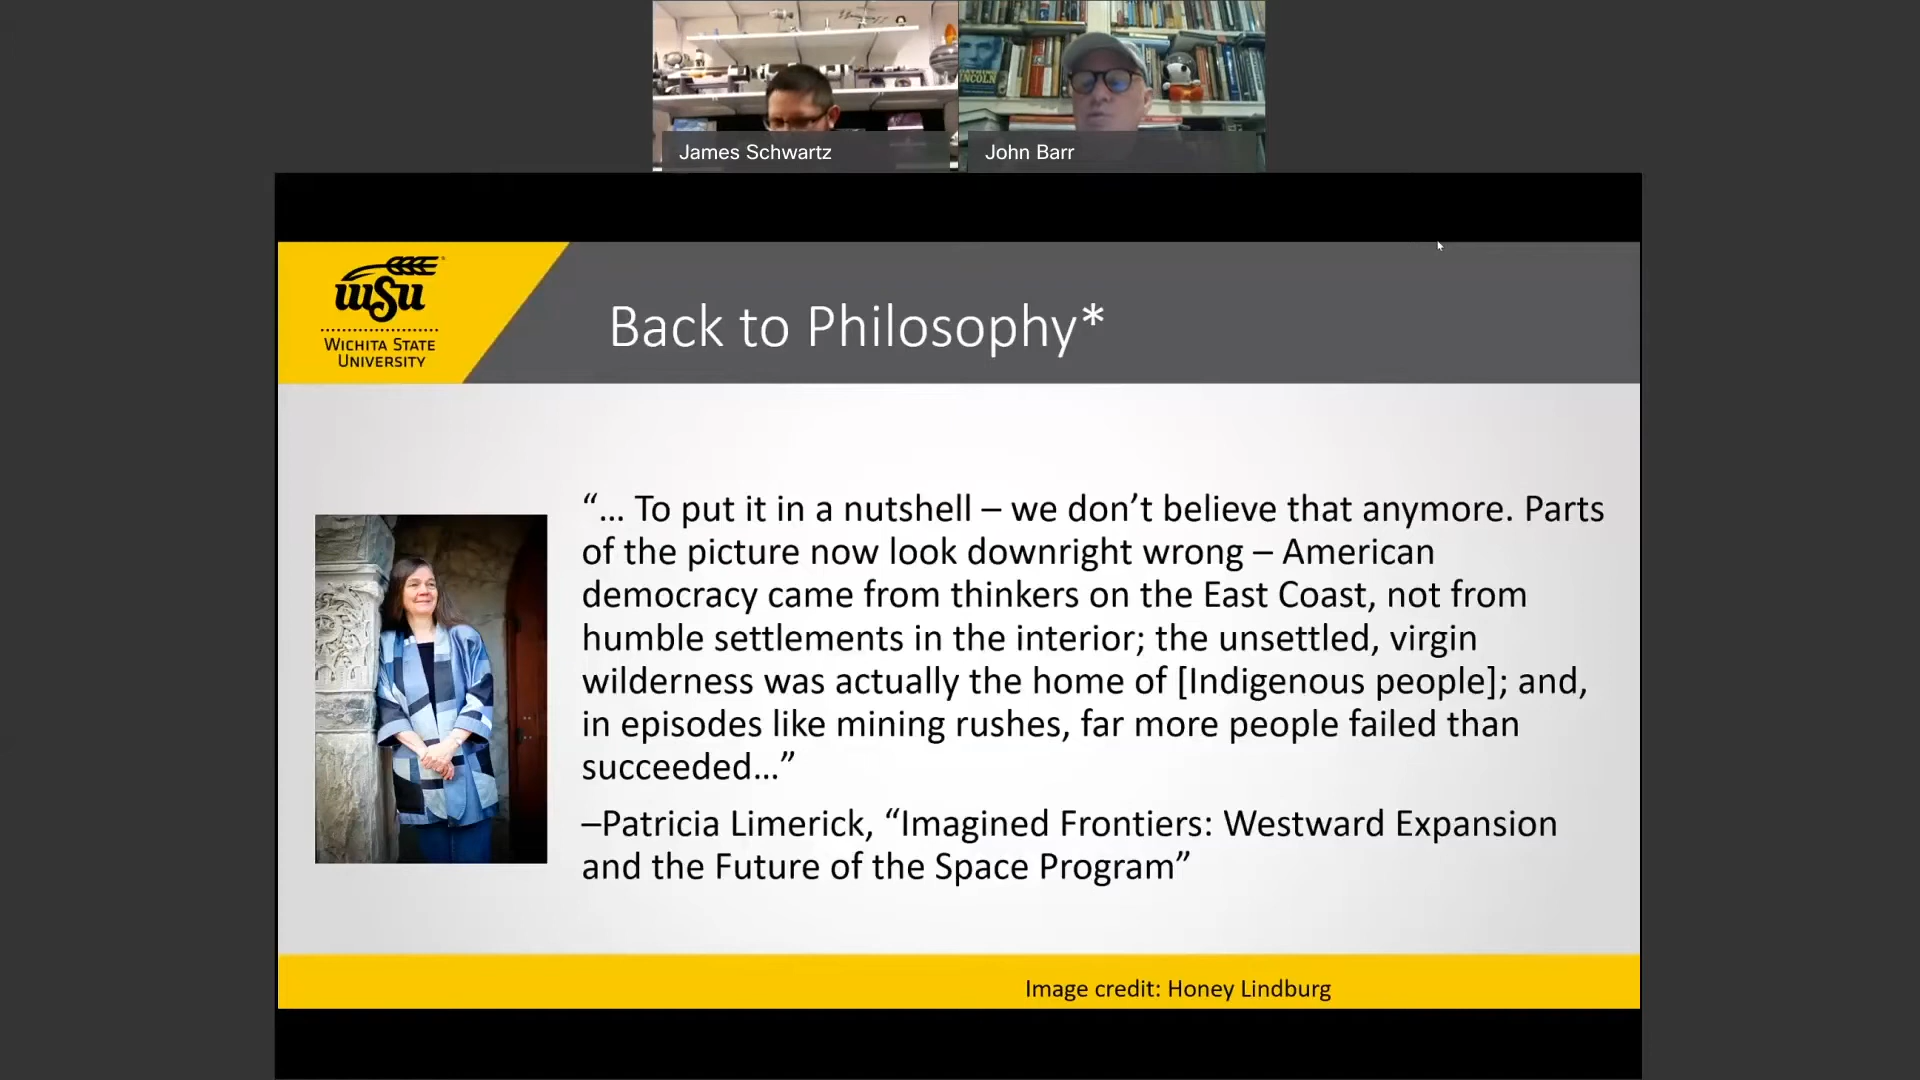 LINCOLN
James Schwartz
John Barr
wsu
WICHITA STATE
UNIVERSITY
Back to Philosophy*
“… To put it in a nutshell – we don’t believe that anymore. Parts
of the picture now look downright wrong – American
democracy came from thinkers on the East Coast, not from
humble settlements in the interior; the unsettled, virgin
wilderness was actually the home of [Indigenous people]; and,
in episodes like mining rushes, far more people failed than
succeeded…”
–Patricia Limerick, “Imagined Frontiers: Westward Expansion
and the Future of the Space Program”
Image credit: Honey Lindburg